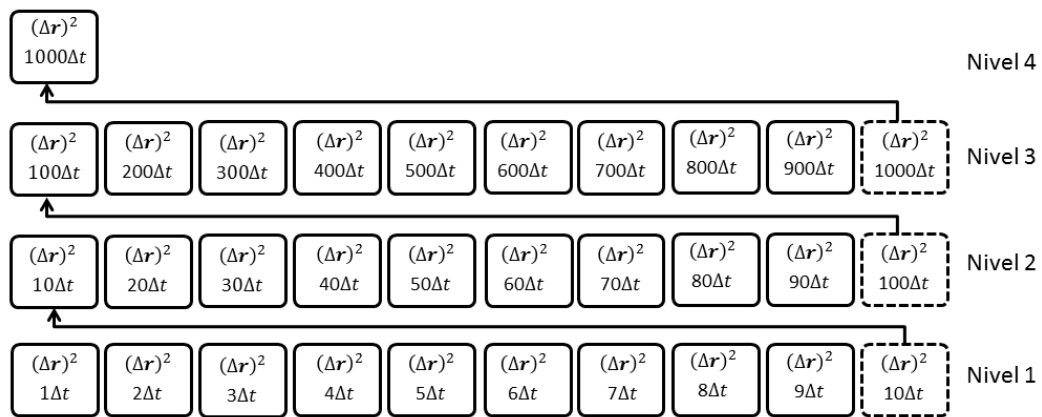 (Δr)²
1000Δt
Nivel 4
(Δr)² (Δr)² (Δr)² (Δr)² (Δr)² (Δr)² (Δr)² (Δr)² (Δr)² (Δr)²
100Δt 200Δt 300Δt 400Δt 500Δt 600Δt 700Δt 800Δt 900Δt 1000Δt
Nivel 3
(Δr)² (Δr)² (Δr)² (Δr)² (Δr)² (Δr)² (Δr)² (Δr)² (Δr)² (Δr)²
10Δt 20Δt 30Δt 40Δt 50Δt 60Δt 70Δt 80Δt 90Δt 100Δt
Nivel 2
(Δr)² (Δr)² (Δr)² (Δr)² (Δr)² (Δr)² (Δr)² (Δr)² (Δr)² (Δr)²
1Δt 2Δt 3Δt 4Δt 5Δt 6Δt 7Δt 8Δt 9Δt 10Δt
Nivel 1